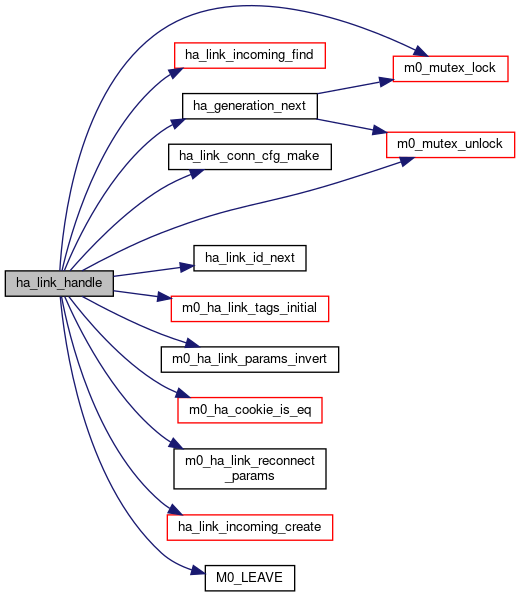 ha_link_incoming_find
m0_mutex_lock
ha_generation_next
m0_mutex_unlock
ha_link_conn_cfg_make
ha_link_id_next
ha_link_handle
m0_ha_link_tags_initial
m0_ha_link_params_invert
m0_ha_cookie_is_eq
m0_ha_link_reconnect
_params
ha_link_incoming_create
M0_LEAVE